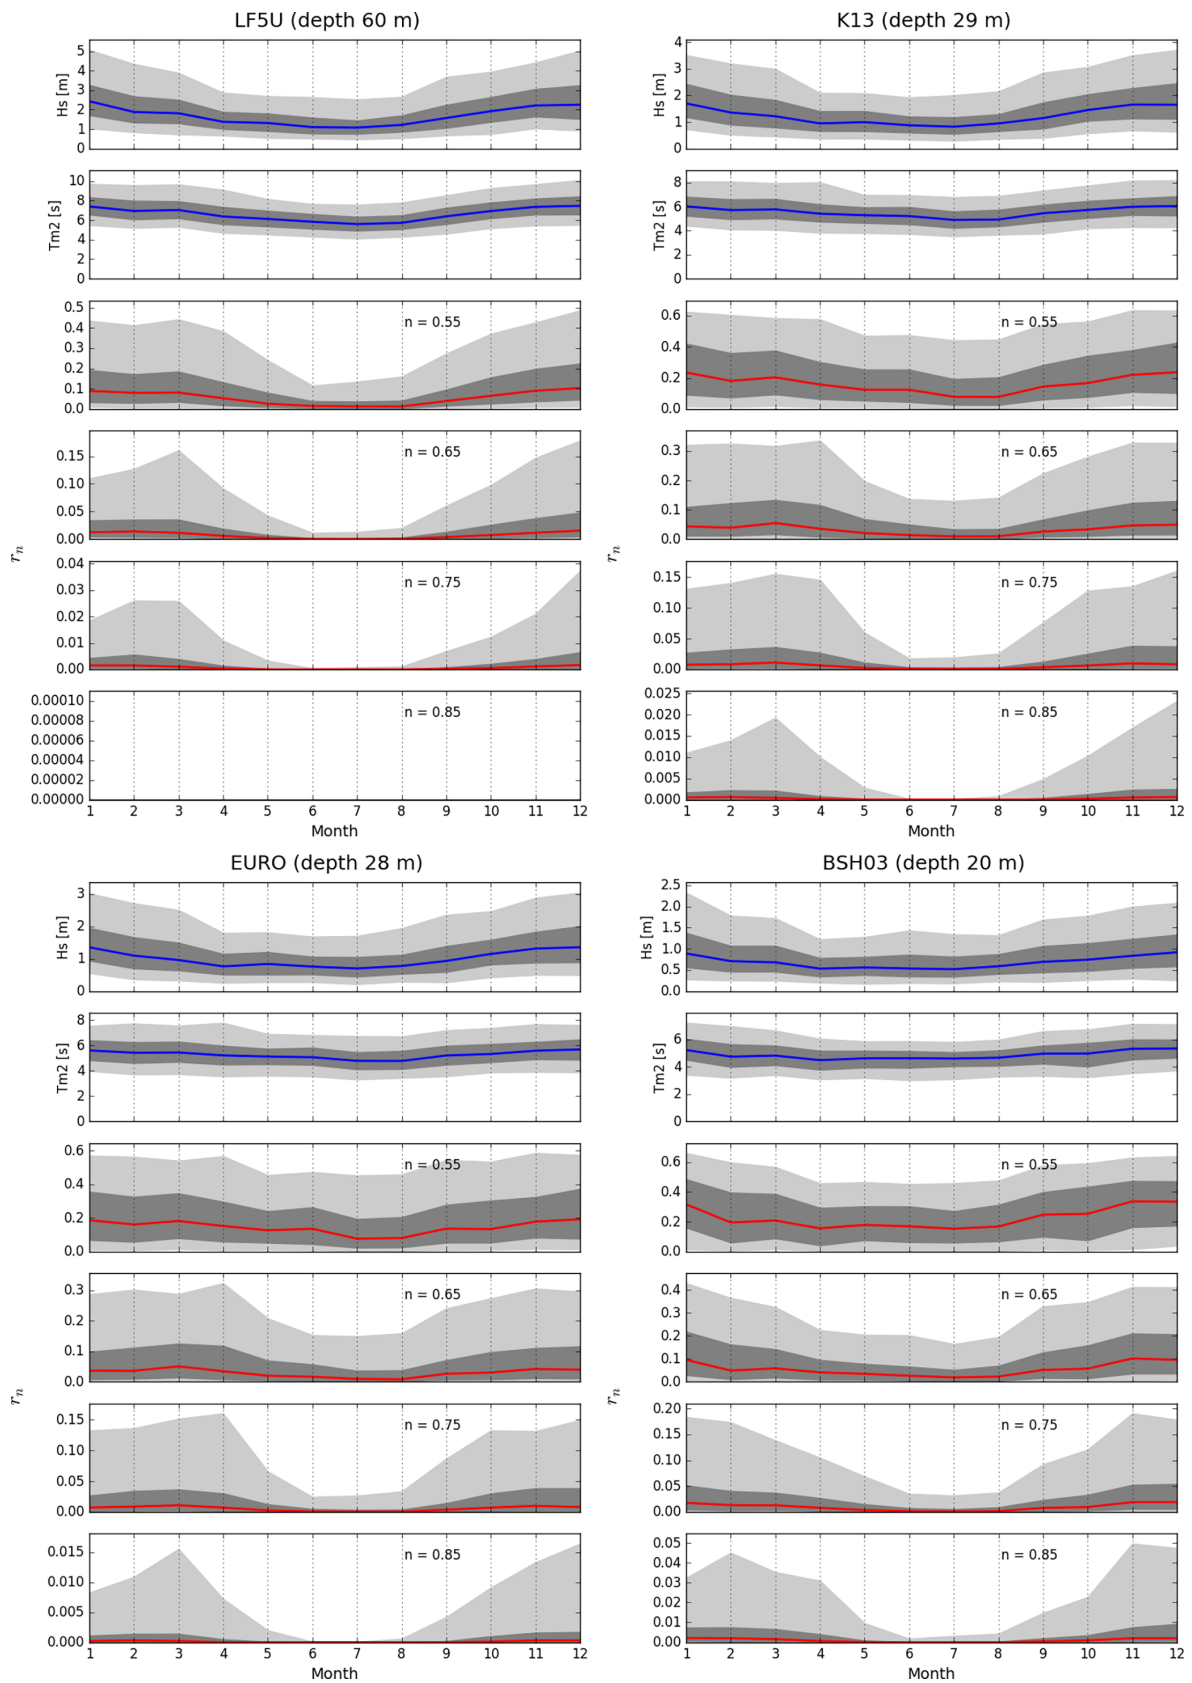 LF5U (depth 60 m)
Hs [m]
5
4
3
2
1
0
Tm2 [s]
10
8
6
4
2
0
n = 0.55
0.5
0.4
0.3
0.2
0.1
0.0
n = 0.65
0.15
0.10
0.05
0.00
r_n
n = 0.75
0.04
0.03
0.02
0.01
0.00
n = 0.85
0.00010
0.00008
0.00006
0.00004
0.00002
0.00000
1 2 3 4 5 6 7 8 9 10 11 12
Month
K13 (depth 29 m)
Hs [m]
4
3
2
1
0
Tm2 [s]
8
6
4
2
0
n = 0.55
0.6
0.4
0.2
0.0
n = 0.65
0.3
0.2
0.1
0.0
r_n
n = 0.75
0.15
0.10
0.05
0.00
n = 0.85
0.025
0.020
0.015
0.010
0.005
0.000
1 2 3 4 5 6 7 8 9 10 11 12
Month
EURO (depth 28 m)
Hs [m]
3
2
1
0
Tm2 [s]
8
6
4
2
0
n = 0.55
0.6
0.4
0.2
0.0
n = 0.65
0.3
0.2
0.1
0.0
r_n
n = 0.75
0.15
0.10
0.05
0.00
n = 0.85
0.015
0.010
0.005
0.000
1 2 3 4 5 6 7 8 9 10 11 12
Month
BSH03 (depth 20 m)
Hs [m]
2.5
2.0
1.5
1.0
0.5
0.0
Tm2 [s]
6
4
2
0
n = 0.55
0.6
0.4
0.2
0.0
n = 0.65
0.4
0.3
0.2
0.1
0.0
r_n
n = 0.75
0.20
0.15
0.10
0.05
0.00
n = 0.85
0.05
0.04
0.03
0.02
0.01
0.00
1 2 3 4 5 6 7 8 9 10 11 12
Month